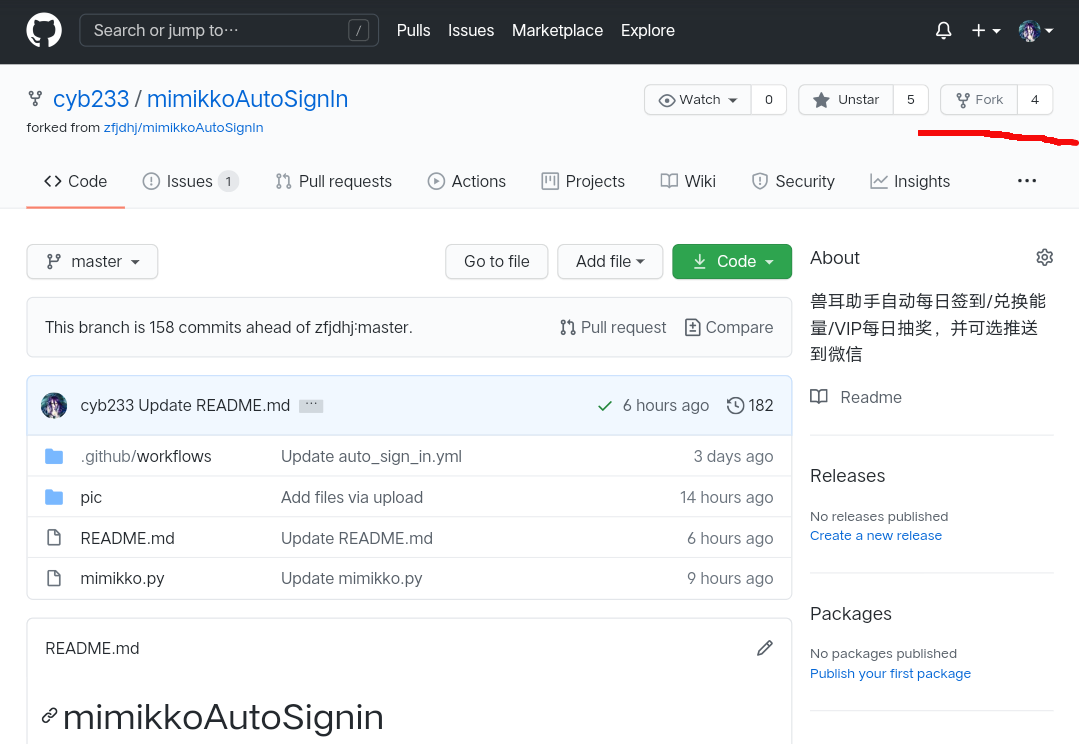 Search or jump to… /
Pulls Issues Marketplace Explore
cyb233 / mimikkoAutoSignIn
Watch 0 Unstar 5 Fork 4
forked from zfjdhj/mimikkoAutoSignIn
Code Issues 1 Pull requests Actions Projects Wiki Security Insights
master
Go to file Add file Code
This branch is 158 commits ahead of zfjdhj:master.
Pull request Compare
cyb233 Update README.md … 6 hours ago 182
.github/workflows Update auto_sign_in.yml 3 days ago
pic Add files via upload 14 hours ago
README.md Update README.md 6 hours ago
mimikko.py Update mimikko.py 9 hours ago
README.md
mimikkoAutoSignin
About
兽耳助手自动每日签到/兑换能
量/VIP每日抽奖，并可选推送
到微信
Readme
Releases
No releases published
Create a new release
Packages
No packages published
Publish your first package